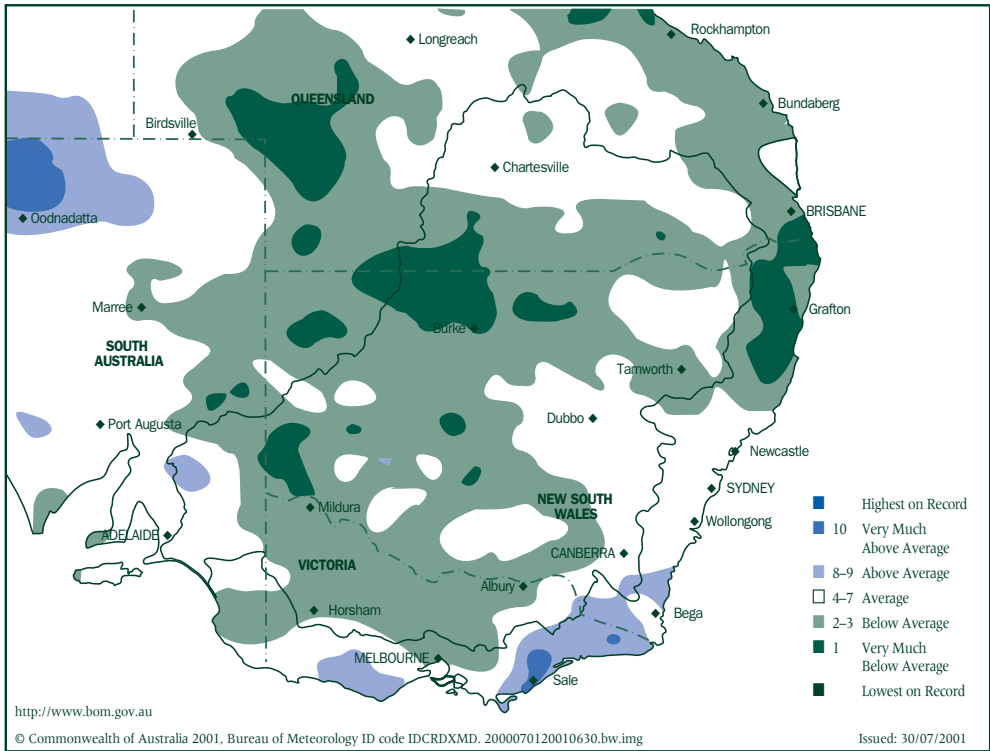 Longreach
Rockhampton
QUEENSLAND
Bundaberg
Birdsville
Chartesville
Oodnadatta
BRISBANE
Marree
Grafton
Burke
SOUTH
AUSTRALIA
Tamworth
Dubbo
Port Augusta
Newcastle
SYDNEY
Mildura
NEW SOUTH
WALES
Wollongong
ADELAIDE
CANBERRA
VICTORIA
Albury
Horsham
Bega
MELBOURNE
Sale
Highest on Record
10 Very Much
Above Average
8–9 Above Average
4–7 Average
2–3 Below Average
1 Very Much
Below Average
Lowest on Record
http://www.bom.gov.au
© Commonwealth of Australia 2001, Bureau of Meteorology ID code IDCRDXMD. 2000070120010630.bw.img
Issued: 30/07/2001